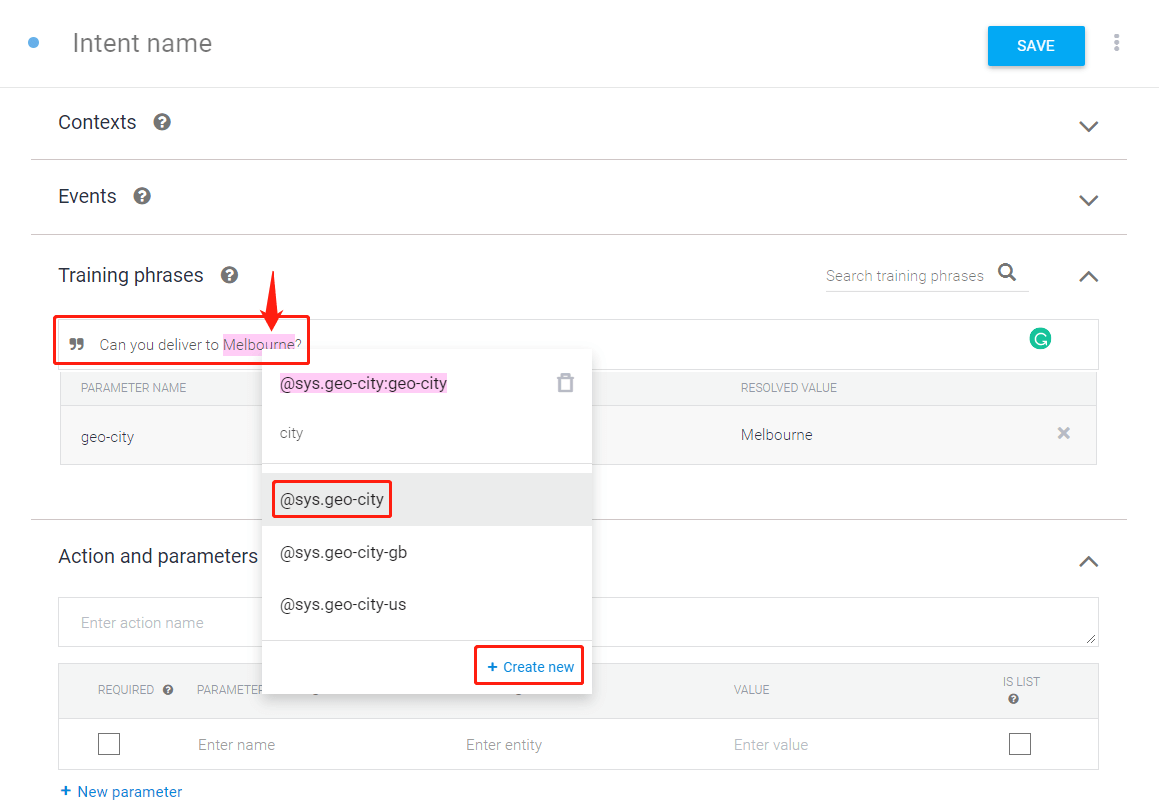 Intent name
SAVE
Contexts
Events
Training phrases
Search training phrases
Can you deliver to Melbourne?
PARAMETER NAME
RESOLVED VALUE
geo-city
Melbourne
@sys.geo-city:geo-city
city
@sys.geo-city
@sys.geo-city-gb
@sys.geo-city-us
+ Create new
Action and parameters
Enter action name
REQUIRED
VALUE
IS LIST
Enter name
Enter entity
Enter value
+ New parameter